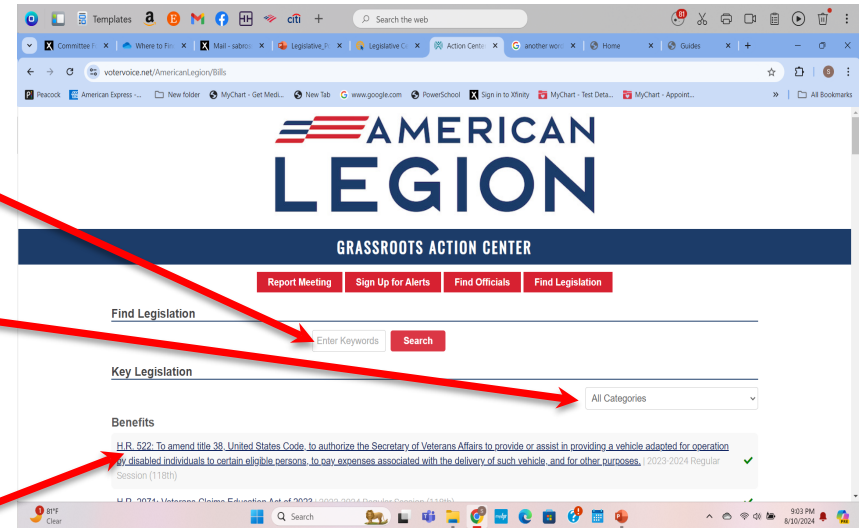 Templates
citi
Search the web
Committee F
Where to Fin
Mail - sabros
Legislative_P
Legislative C
Action Center
another word
Home
Guides
votervoice.net/AmericanLegion/Bills
Peacock
American Express -...
New folder
MyChart - Get Medi...
New Tab
www.google.com
PowerSchool
Sign in to Xfinity
MyChart - Test Deta...
MyChart - Appoint...
All Bookmarks
AMERICAN
LEGION
GRASSROOTS ACTION CENTER
Report Meeting
Sign Up for Alerts
Find Officials
Find Legislation
Find Legislation
Enter Keywords
Search
Key Legislation
All Categories
Benefits
H.R. 522: To amend title 38, United States Code, to authorize the Secretary of Veterans Affairs to provide or assist in providing a vehicle adapted for operation
by disabled individuals to certain eligible persons, to pay expenses associated with the delivery of such vehicle, and for other purposes. | 2023-2024 Regular
Session (118th)
H.R. 2971: Veterans Claims Education Act of 2023 | 2023-2024 Regular Session (118th)
81°F
Clear
Search
9:03 PM
8/10/2024